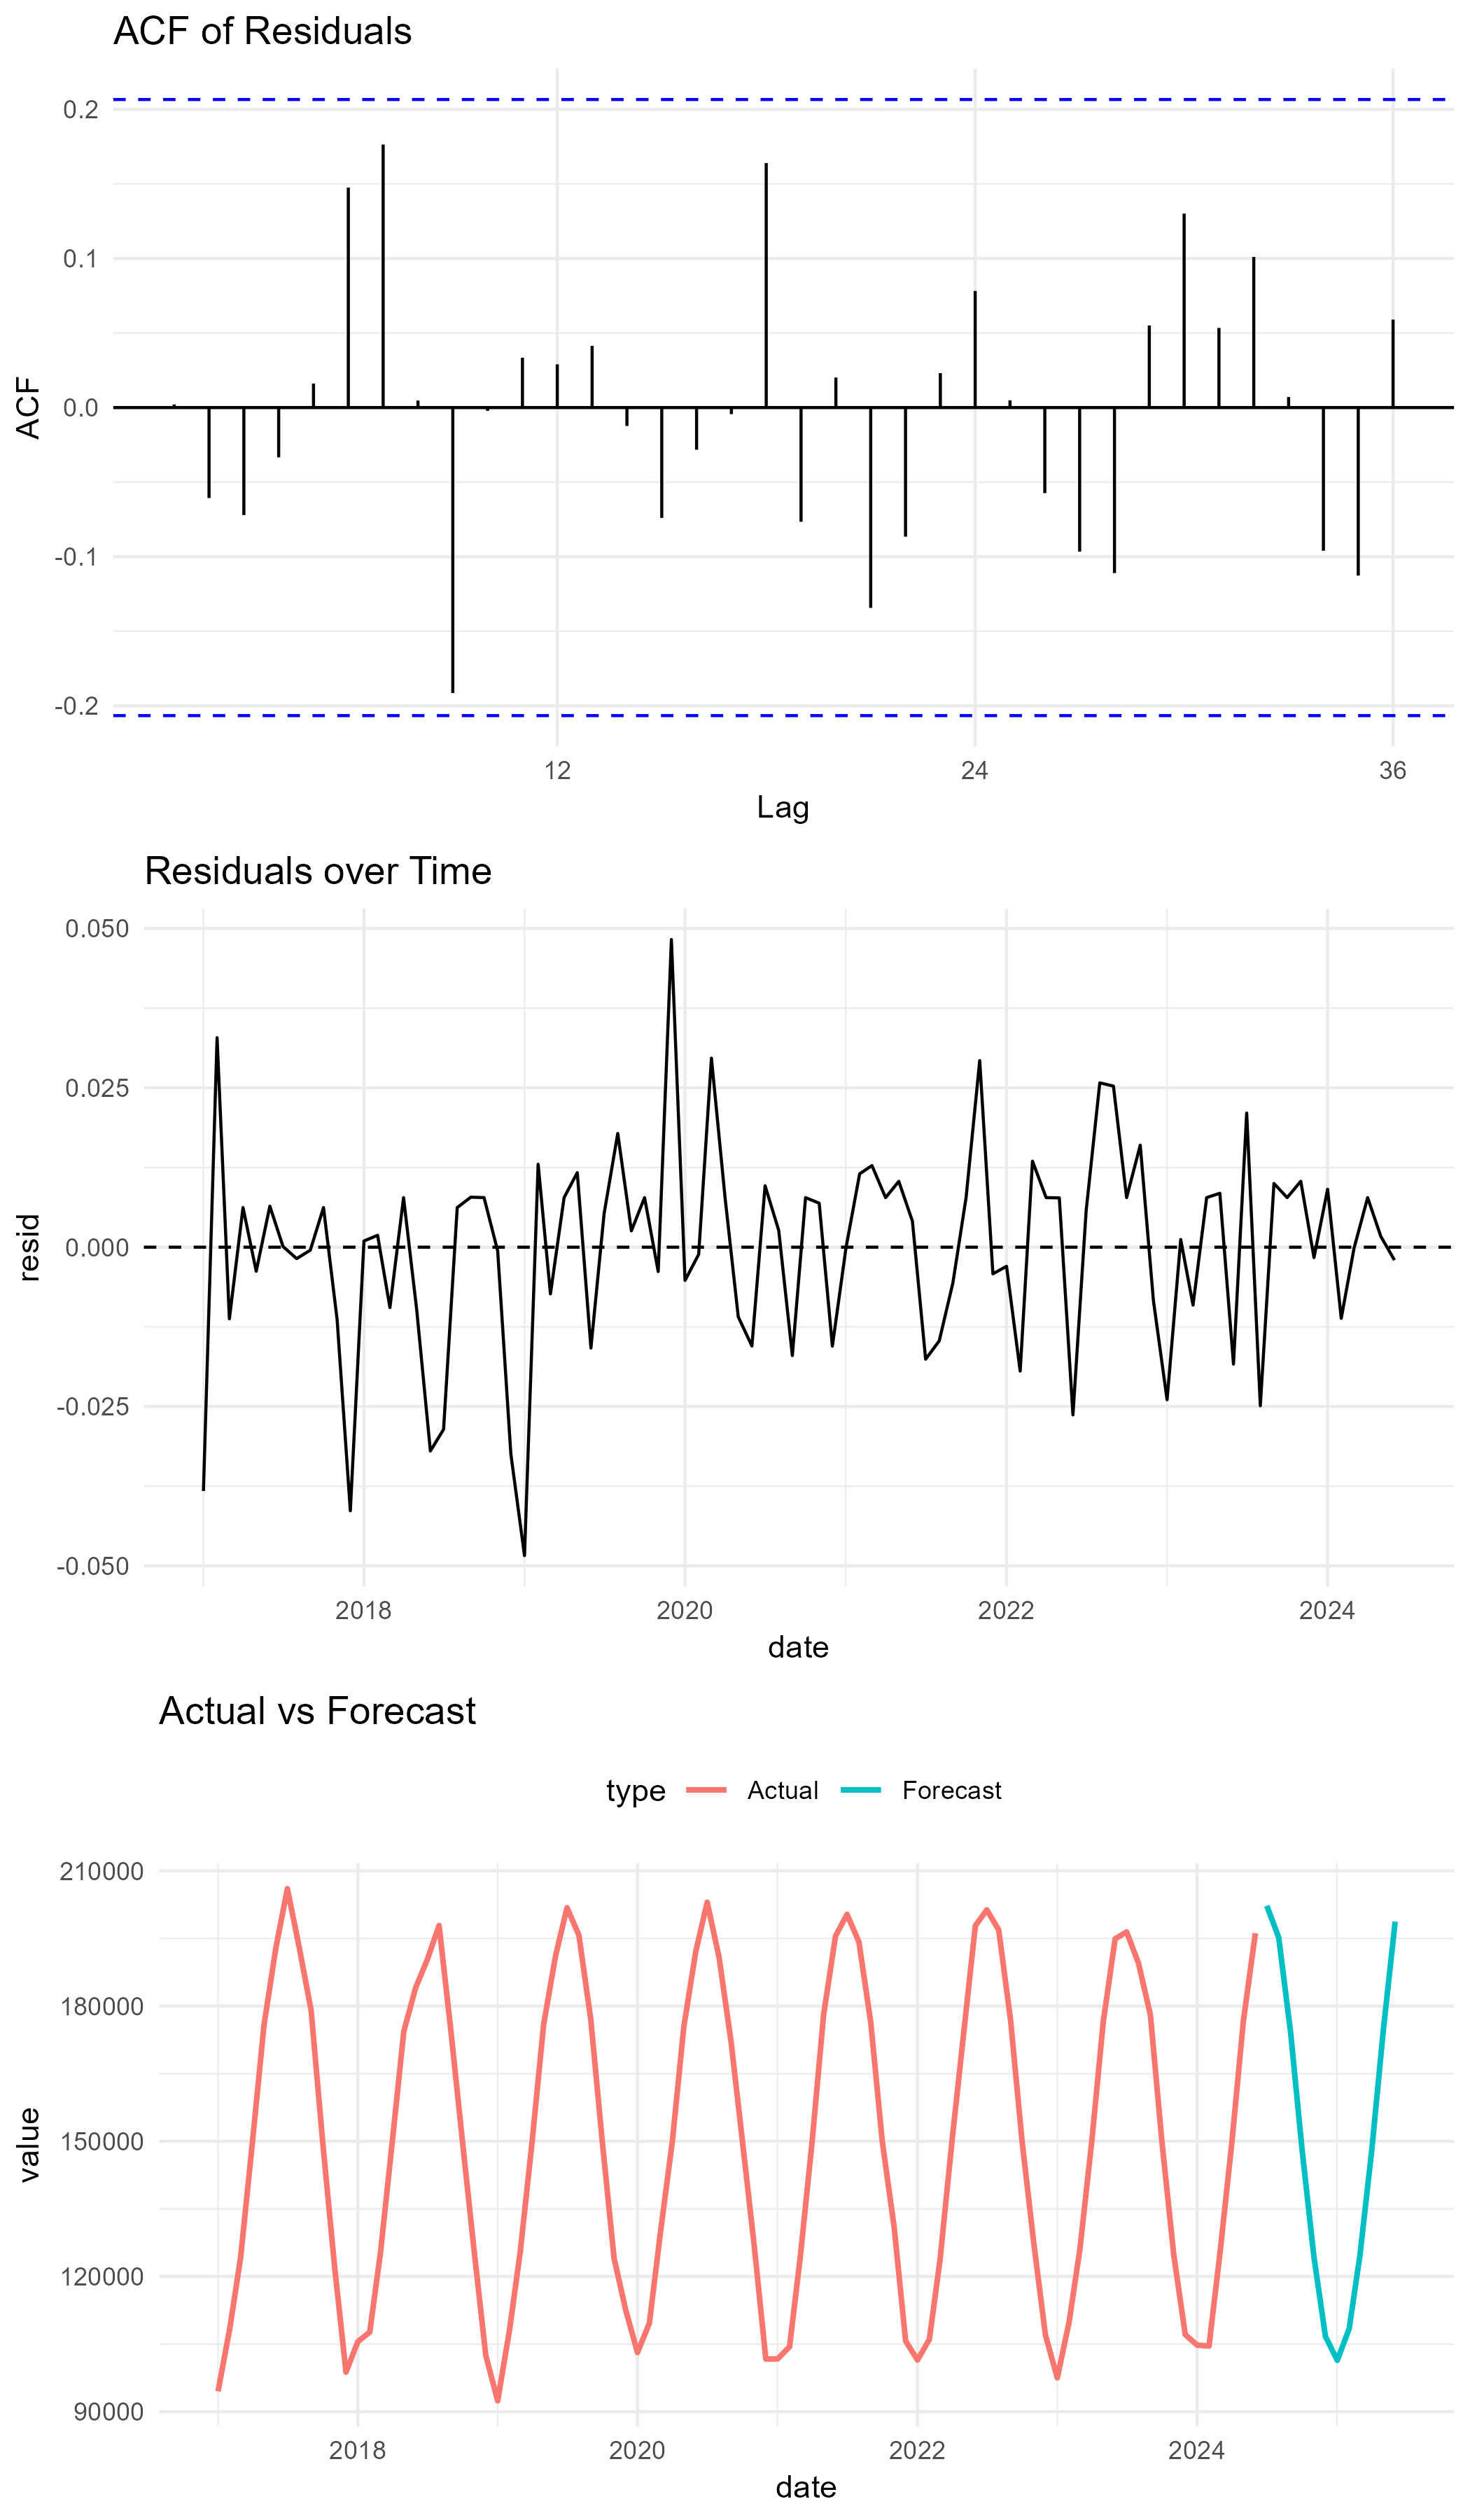 ACF of Residuals
0.2
0.1
0.0
-0.1
-0.2
ACF
12 24 36
Lag
Residuals over Time
0.050
0.025
0.000
-0.025
-0.050
resid
2018 2020 2022 2024
date
Actual vs Forecast
type Actual Forecast
210000
180000
150000
120000
90000
value
2018 2020 2022 2024
date